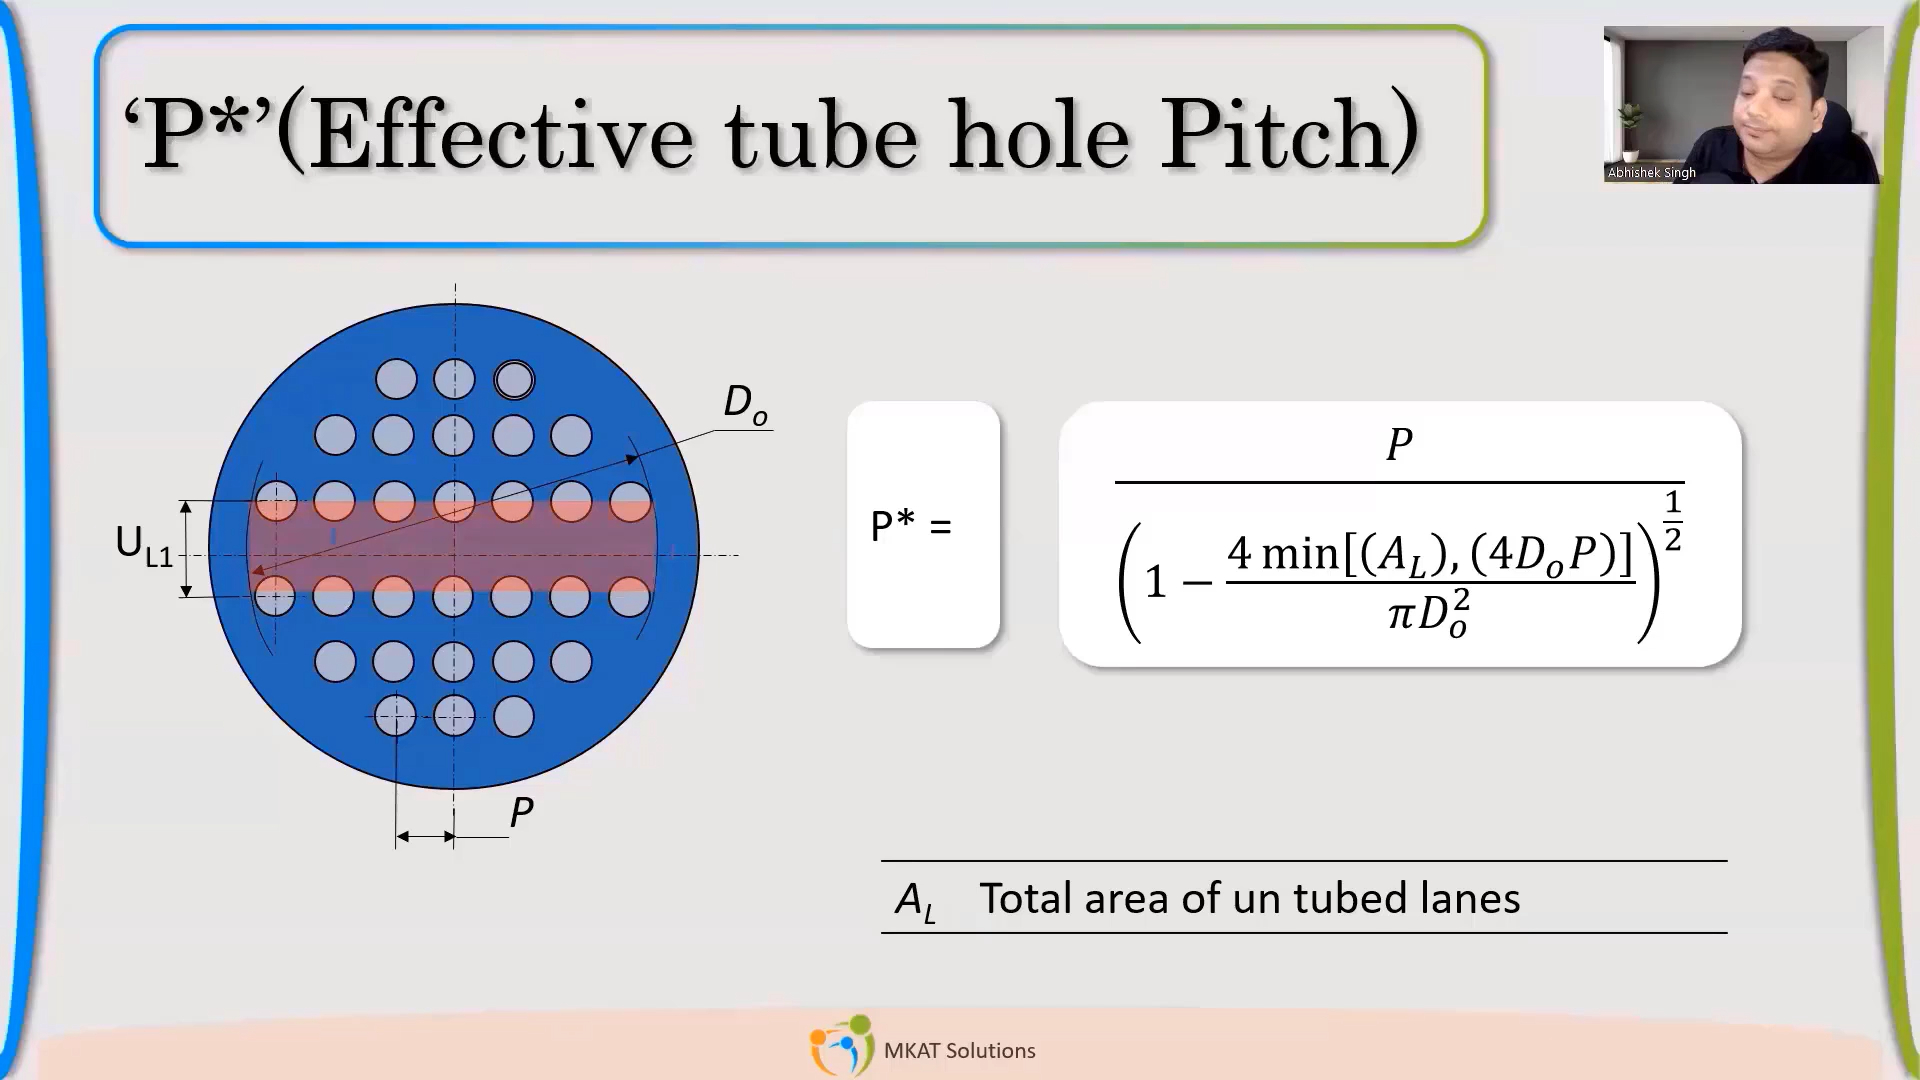 ‘P*’(Effective tube hole Pitch)
Abhishek Singh
D_o
U_L1
P
P* =
P
(1 − 4 min[(A_L), (4D_oP)] / πD_o^2)^1/2
A_L Total area of un tubed lanes
MKAT Solutions